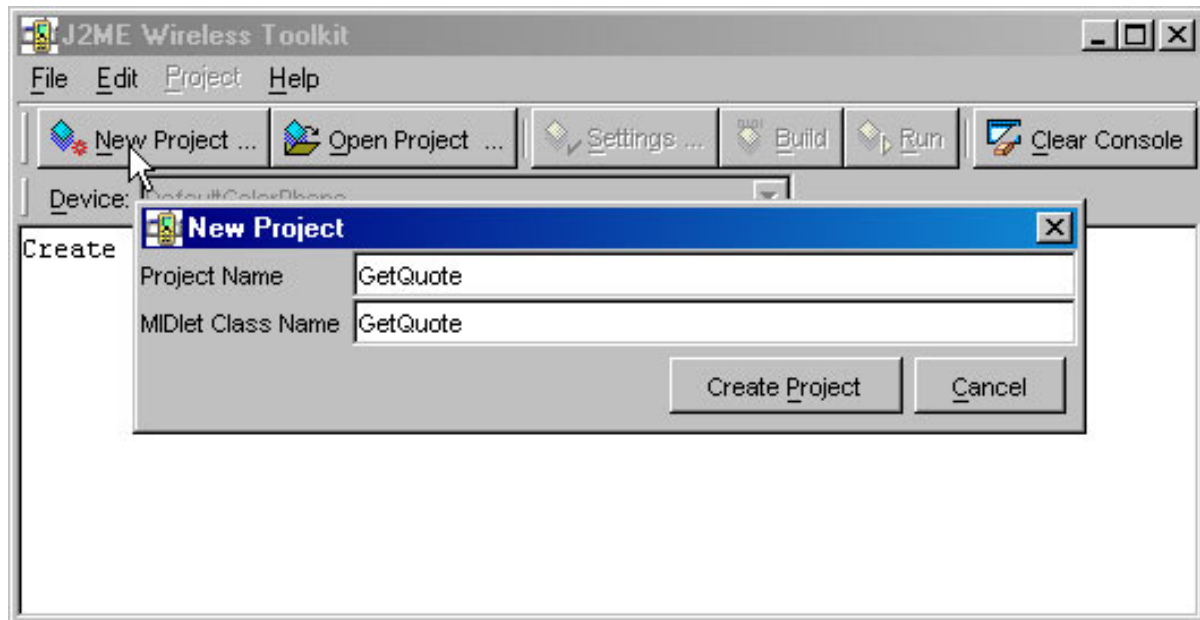 J2ME Wireless Toolkit
File Edit Project Help
New Project ... Open Project ... Settings ... Build Run Clear Console
Device: DefaultColorPhone
Create
New Project
Project Name GetQuote
MIDlet Class Name GetQuote
Create Project Cancel